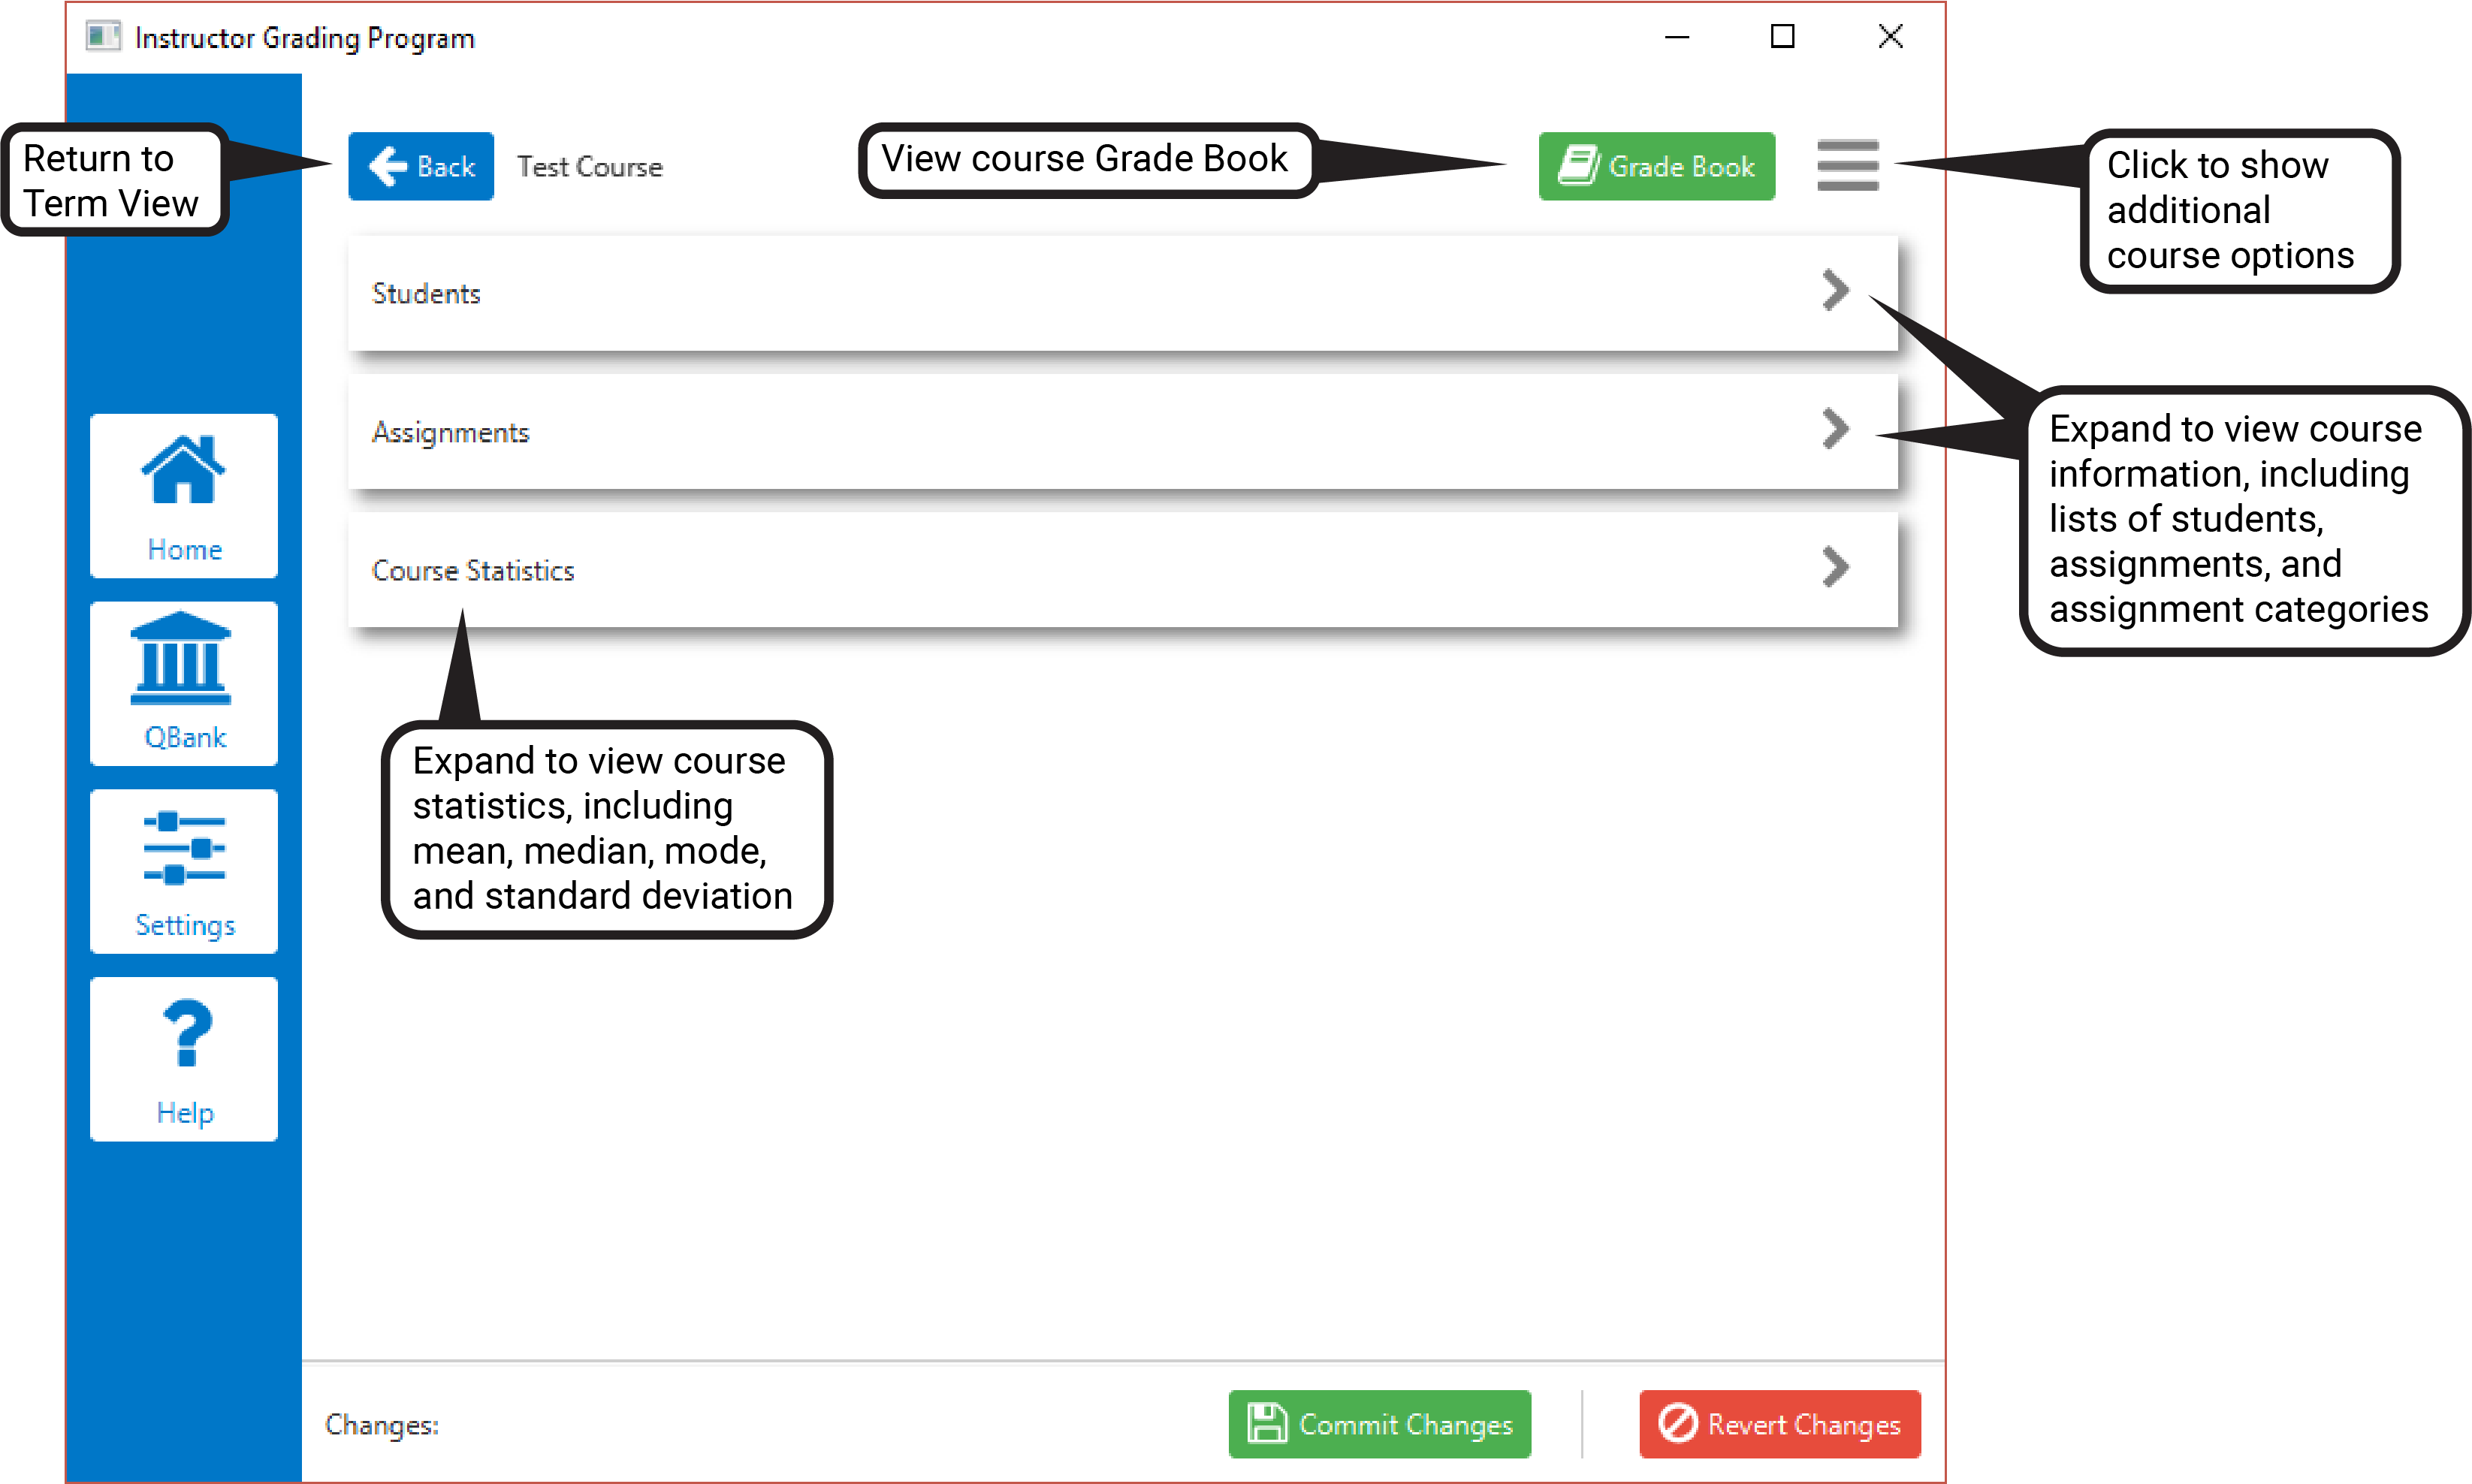 Instructor Grading Program
Return to
Term View
Back
Test Course
View course Grade Book
Grade Book
Click to show
additional
course options
Students
Assignments
Expand to view course
information, including
lists of students,
assignments, and
assignment categories
Course Statistics
Expand to view course
statistics, including
mean, median, mode,
and standard deviation
Home
QBank
Settings
Help
Changes:
Commit Changes
Revert Changes